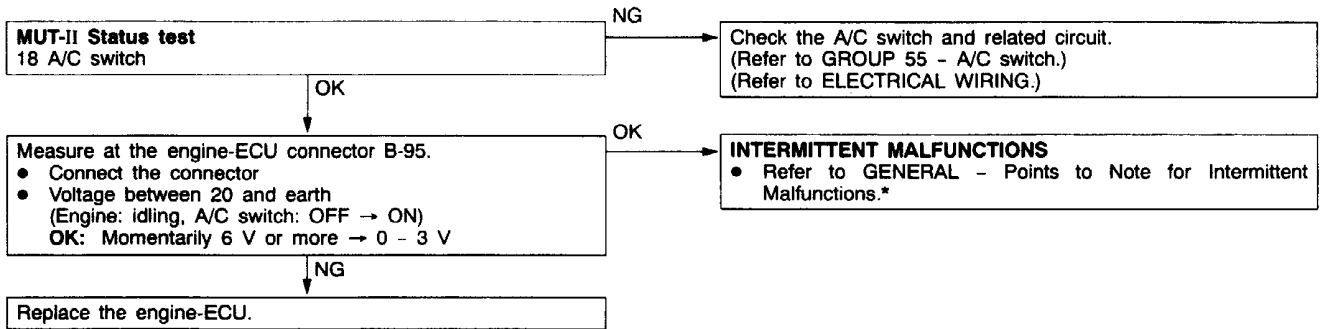 MUT-II Status test
18 A/C switch
NG
Check the A/C switch and related circuit.
(Refer to GROUP 55 – A/C switch.)
(Refer to ELECTRICAL WIRING.)
OK
Measure at the engine-ECU connector B-95.
● Connect the connector
● Voltage between 20 and earth
(Engine: idling, A/C switch: OFF → ON)
OK: Momentarily 6 V or more → 0 – 3 V
OK
INTERMITTENT MALFUNCTIONS
● Refer to GENERAL – Points to Note for Intermittent
Malfunctions.*
NG
Replace the engine-ECU.